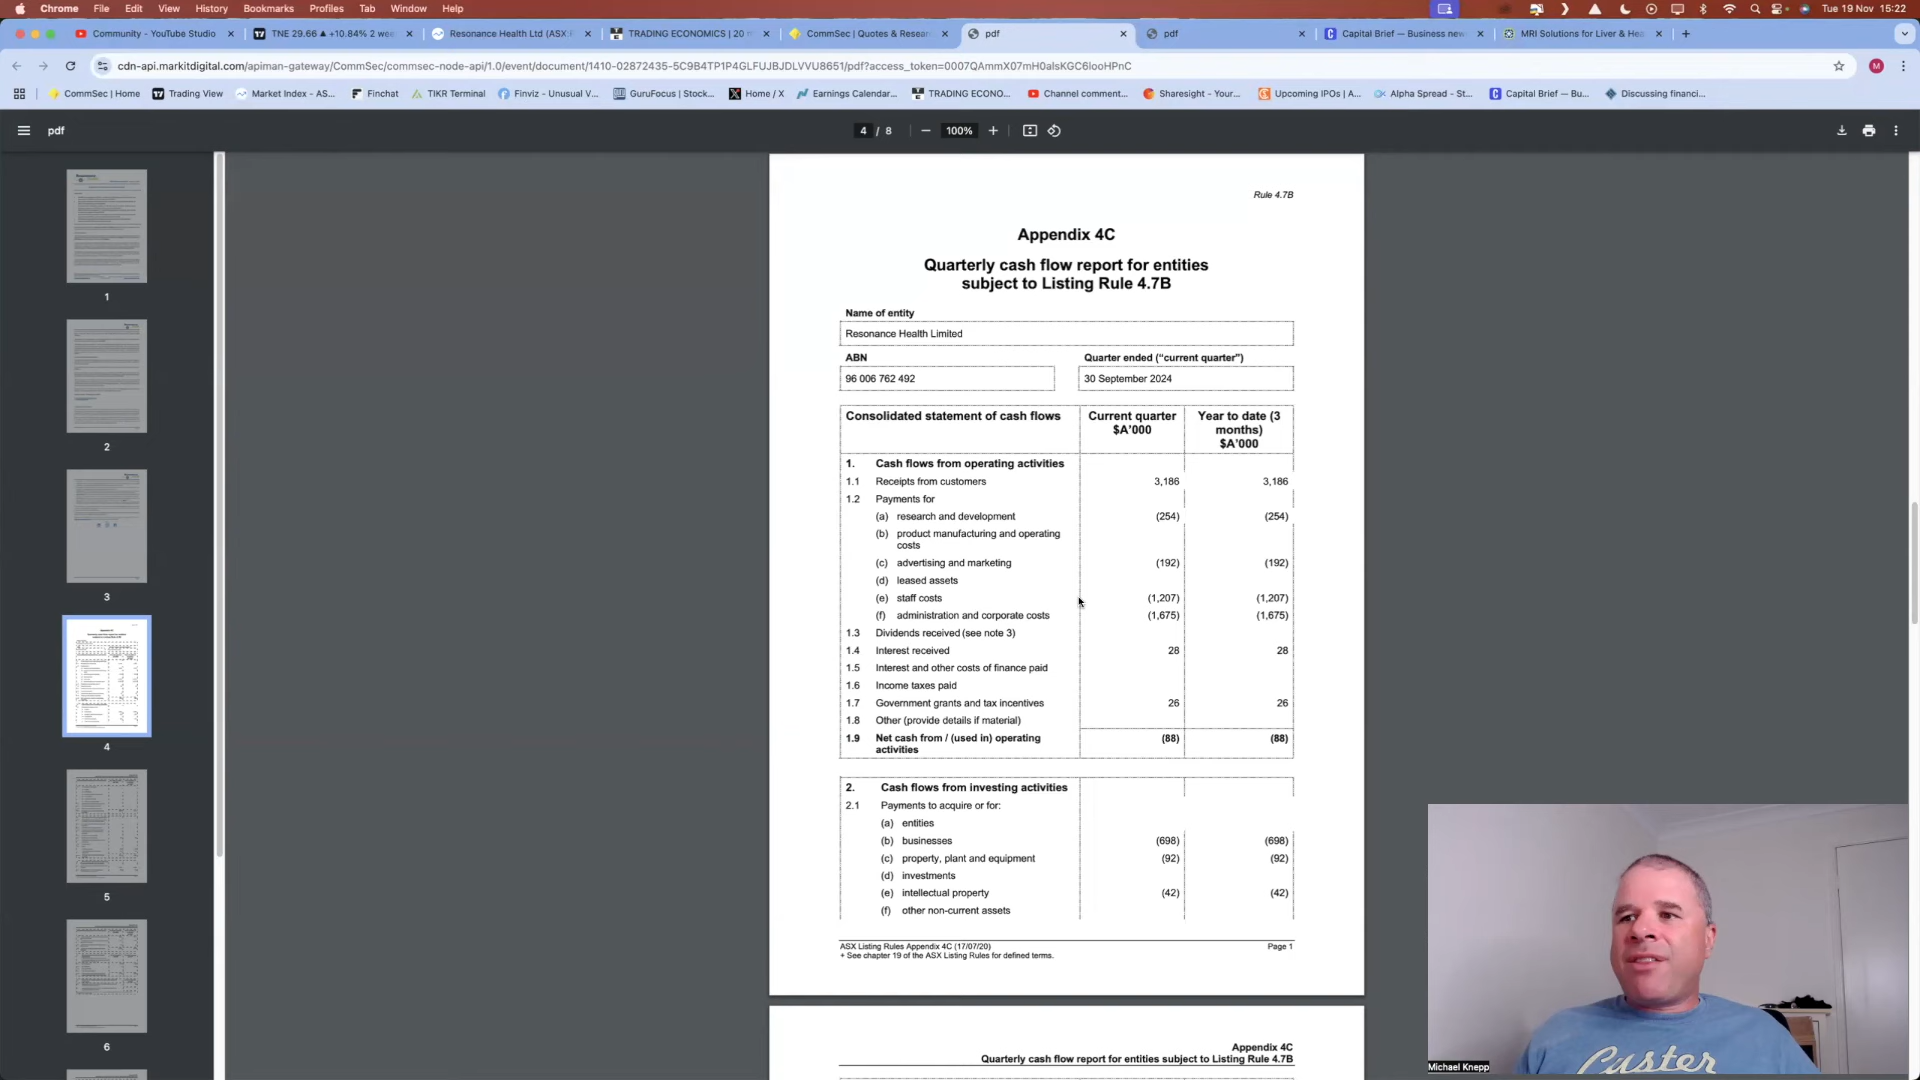 Chrome File Edit View History Bookmarks Profiles Tab Window Help Tue 19 Nov 15:22
Community - YouTube Studio TNE 29.66 ▲ +10.84% 2 wee Resonance Health Ltd (ASX: TRADING ECONOMICS | 20 m CommSec | Quotes & Resear pdf pdf Capital Brief — Business new MRI Solutions for Liver & Hea
cdn-api.markitdigital.com/apiman-gateway/CommSec/commsec-node-api/1.0/event/document/1410-02872435-5C9B4TP1P4GLFUJBJDLVVU8651/pdf?access_token=0007QAmmX07mH0alsKGC6looHPnC M
CommSec | Home Trading View Market Index - AS... Finchat TIKR Terminal Finviz - Unusual V... GuruFocus | Stock... Home / X Earnings Calendar... TRADING ECONO... Channel comment... Sharesight - Your... Upcoming IPOs | A... Alpha Spread - St... Capital Brief — Bu... Discussing financi...
pdf 4 / 8 100%
1
2
3
4
5
6
Rule 4.7B
Appendix 4C
Quarterly cash flow report for entities
subject to Listing Rule 4.7B
Name of entity
Resonance Health Limited
ABN Quarter ended ("current quarter")
96 006 762 492 30 September 2024
Consolidated statement of cash flows Current quarter $A'000 Year to date (3 months) $A'000
1. Cash flows from operating activities
1.1 Receipts from customers 3,186 3,186
1.2 Payments for
(a) research and development (254) (254)
(b) product manufacturing and operating
costs
(c) advertising and marketing (192) (192)
(d) leased assets
(e) staff costs (1,207) (1,207)
(f) administration and corporate costs (1,675) (1,675)
1.3 Dividends received (see note 3)
1.4 Interest received 28 28
1.5 Interest and other costs of finance paid
1.6 Income taxes paid
1.7 Government grants and tax incentives 26 26
1.8 Other (provide details if material)
1.9 Net cash from / (used in) operating (88) (88)
activities
2. Cash flows from investing activities
2.1 Payments to acquire or for:
(a) entities
(b) businesses (698) (698)
(c) property, plant and equipment (92) (92)
(d) investments
(e) intellectual property (42) (42)
(f) other non-current assets
ASX Listing Rules Appendix 4C (17/07/20) Page 1
+ See chapter 19 of the ASX Listing Rules for defined terms.
Appendix 4C
Quarterly cash flow report for entities subject to Listing Rule 4.7B
Custer
Michael Knepp